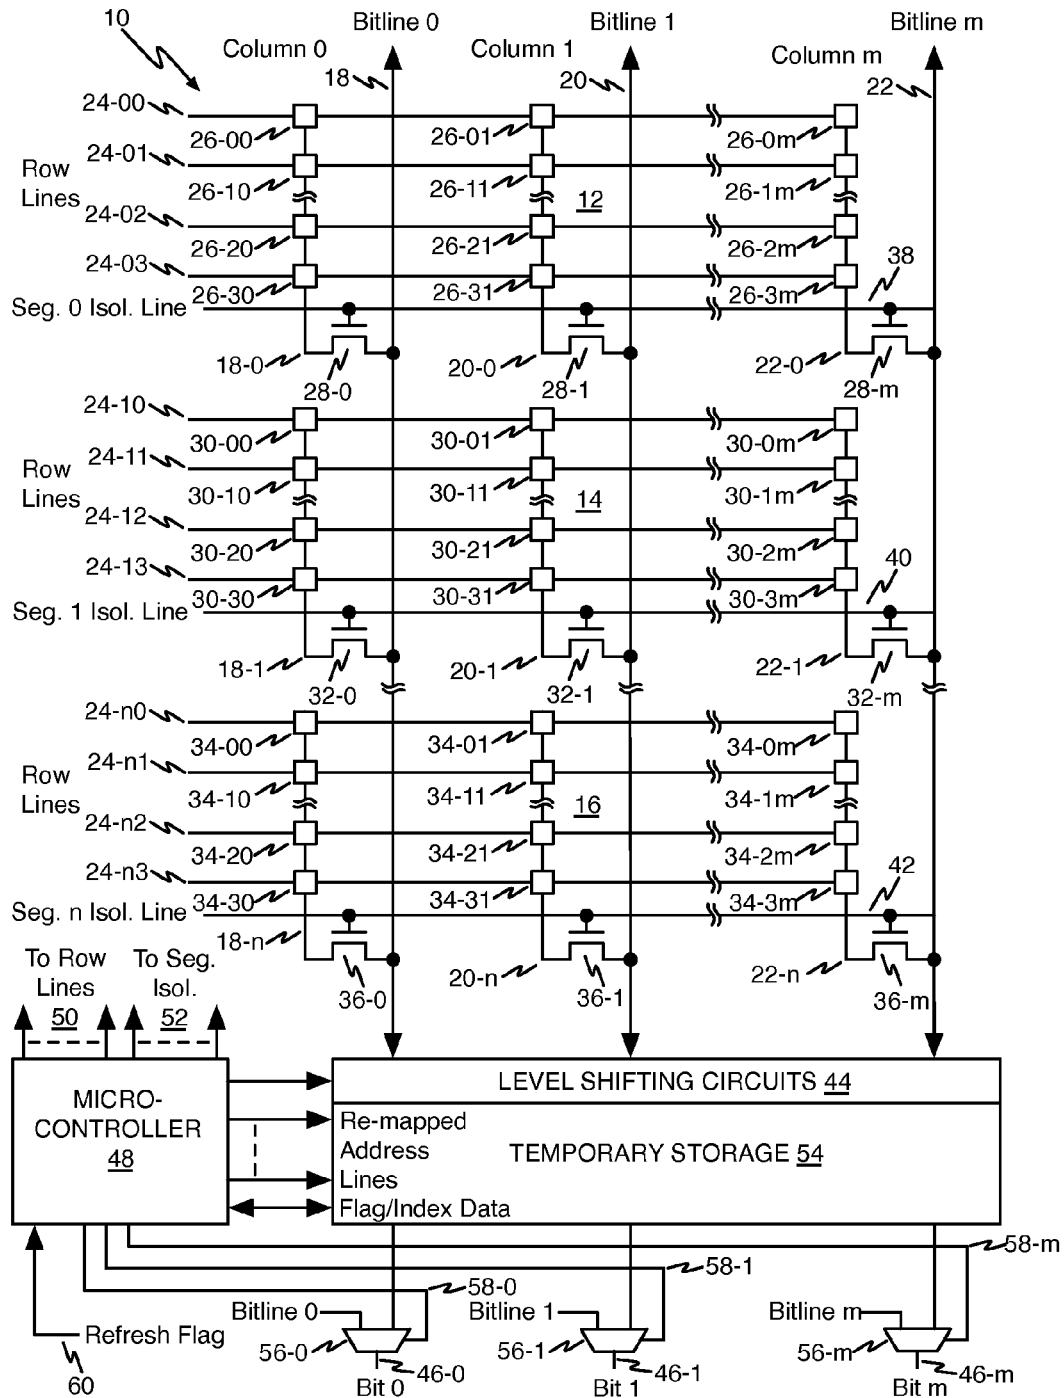 10
Bitline 0
Bitline 1
Bitline m
Column 0
Column 1
Column m
18
20
22
24-00
26-00
26-01
26-0m
24-01
Row
Lines
26-10
26-11
26-1m
12
24-02
26-20
26-21
26-2m
24-03
26-30
26-31
26-3m
38
Seg. 0 Isol. Line
18-0
28-0
20-0
28-1
22-0
28-m
24-10
30-00
30-01
30-0m
24-11
Row
Lines
30-10
30-11
30-1m
14
24-12
30-20
30-21
30-2m
24-13
30-30
30-31
30-3m
40
Seg. 1 Isol. Line
18-1
32-0
20-1
32-1
22-1
32-m
24-n0
34-00
34-01
34-0m
24-n1
Row
Lines
34-10
34-11
34-1m
16
24-n2
34-20
34-21
34-2m
24-n3
34-30
34-31
34-3m
42
Seg. n Isol. Line
18-n
36-0
20-n
36-1
22-n
36-m
To Row
Lines
50
To Seg.
Isol.
52
MICRO-
CONTROLLER
48
LEVEL SHIFTING CIRCUITS 44
Re-mapped
Address
Lines
TEMPORARY STORAGE 54
Flag/Index Data
58-m
58-1
58-0
Bitline 0
Bitline 1
Bitline m
Refresh Flag
60
56-0
46-0
56-1
46-1
56-m
46-m
Bit 0
Bit 1
Bit m